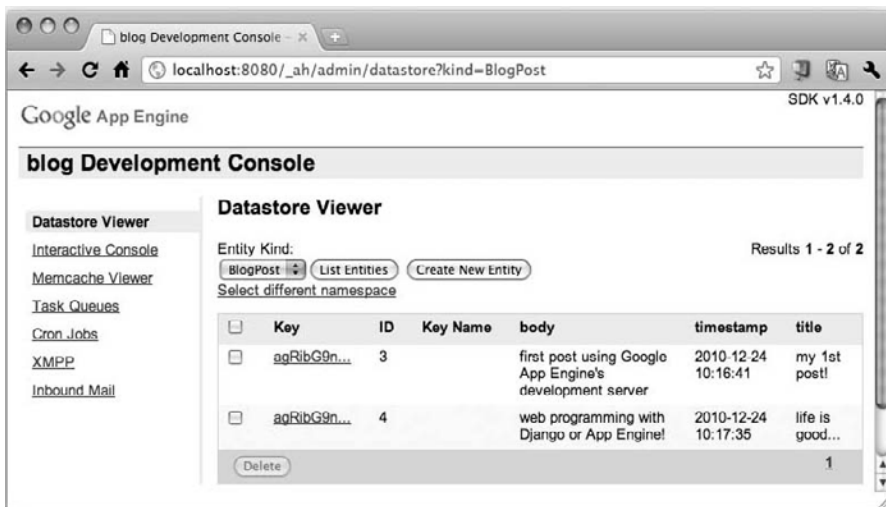 blog Development Console -
localhost:8080/_ah/admin/datastore?kind=BlogPost
SDK v1.4.0
Google App Engine
blog Development Console
Datastore Viewer
Interactive Console
Memcache Viewer
Task Queues
Cron Jobs
XMPP
Inbound Mail
Datastore Viewer
Entity Kind:
Results 1 - 2 of 2
BlogPost List Entities Create New Entity
Select different namespace
Key ID Key Name body timestamp title
agRibG9n... 3 first post using Google 2010-12-24 my 1st
App Engine's 10:16:41 post!
development server
agRibG9n... 4 web programming with 2010-12-24 life is
Django or App Engine! 10:17:35 good...
Delete 1